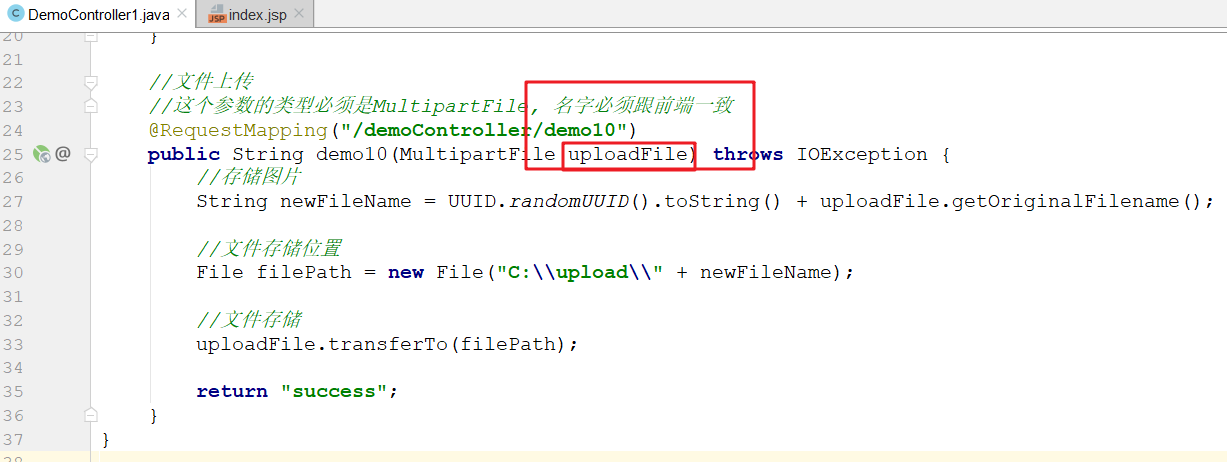 DemoController1.java
index.jsp
20 }
21
22 //文件上传
23 //这个参数的类型必须是MultipartFile, 名字必须跟前端一致
24 @RequestMapping("/demoController/demo10")
25 public String demo10(MultipartFile uploadFile) throws IOException {
26 //存储图片
27 String newFileName = UUID.randomUUID().toString() + uploadFile.getOriginalFilename();
28
29 //文件存储位置
30 File filePath = new File("C:\\upload\\" + newFileName);
31
32 //文件存储
33 uploadFile.transferTo(filePath);
34
35 return "success";
36 }
37 }
38